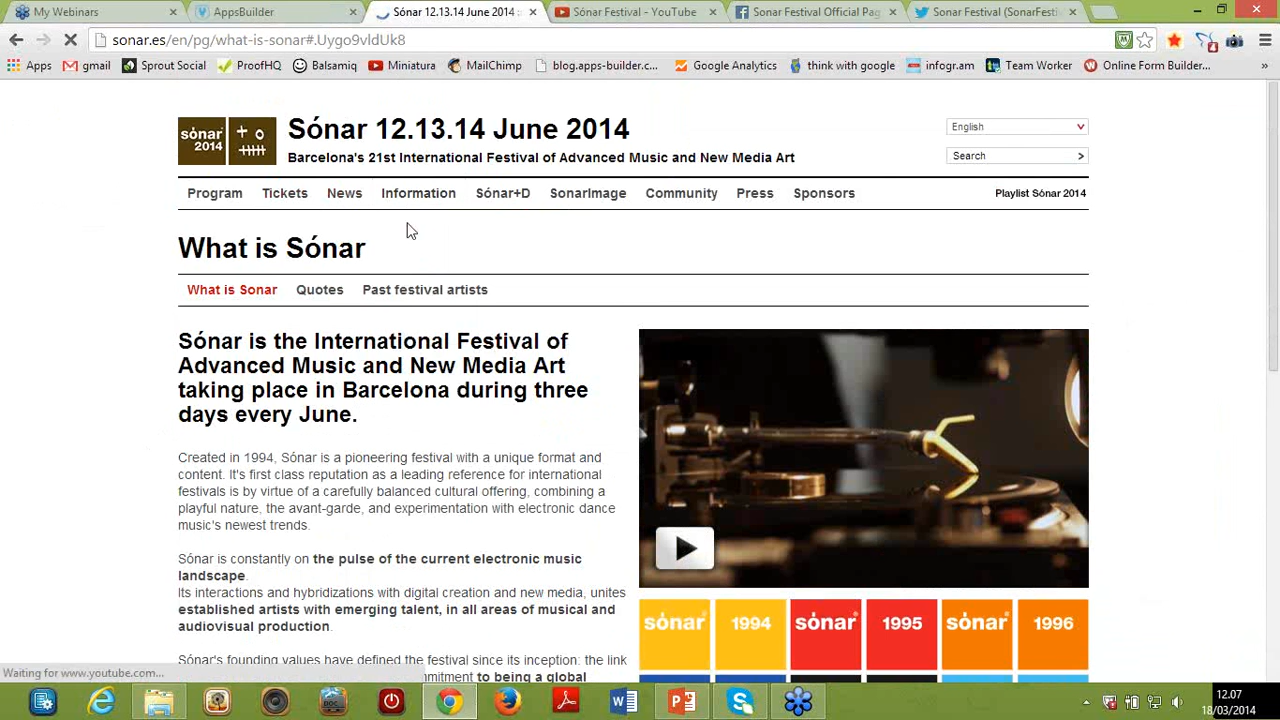 My Webinars
AppsBuilder
Sónar 12.13.14 June 2014
Sónar Festival - YouTube
Sonar Festival Official Pag
Sonar Festival (SonarFesti
sonar.es/en/pg/what-is-sonar#.Uygo9vldUk8
Apps
gmail
Sprout Social
ProofHQ
Balsamiq
Miniatura
MailChimp
blog.apps-builder.c...
Google Analytics
think with google
infogr.am
Team Worker
Online Form Builder...
»
sónar
2014
Sónar 12.13.14 June 2014
Barcelona's 21st International Festival of Advanced Music and New Media Art
English
Search
Program
Tickets
News
Information
Sónar+D
SonarImage
Community
Press
Sponsors
Playlist Sónar 2014
What is Sónar
What is Sonar
Quotes
Past festival artists
Sónar is the International Festival of
Advanced Music and New Media Art
taking place in Barcelona during three
days every June.
Created in 1994, Sónar is a pioneering festival with a unique format and
content. It's first class reputation as a leading reference for international
festivals is by virtue of a carefully balanced cultural offering, combining a
playful nature, the avant-garde, and experimentation with electronic dance
music's newest trends.
Sónar is constantly on the pulse of the current electronic music
landscape.
Its interactions and hybridizations with digital creation and new media, unites
established artists with emerging talent, in all areas of musical and
audiovisual production.
Sónar's founding values have defined the festival since its inception: the link
to being a global
sónar
1994
sónar
1995
sónar
1996
Waiting for www.youtube.com...
DOC
12.07
18/03/2014